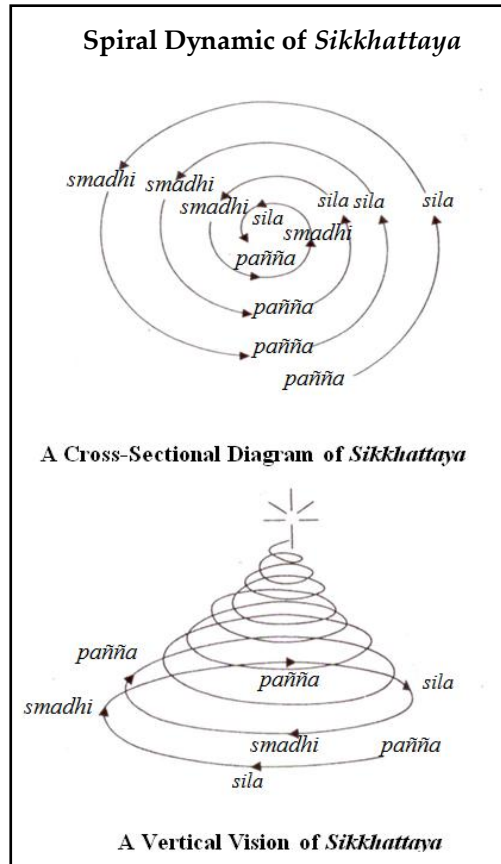 Spiral Dynamic of Sikkhattaya
smadhi
smadhi
smadhi
sila
sila
sila
sila
smadhi
pañña
pañña
pañña
pañña
A Cross-Sectional Diagram of Sikkhattaya
pañña
pañña
sila
smadhi
smadhi
pañña
sila
A Vertical Vision of Sikkhattaya